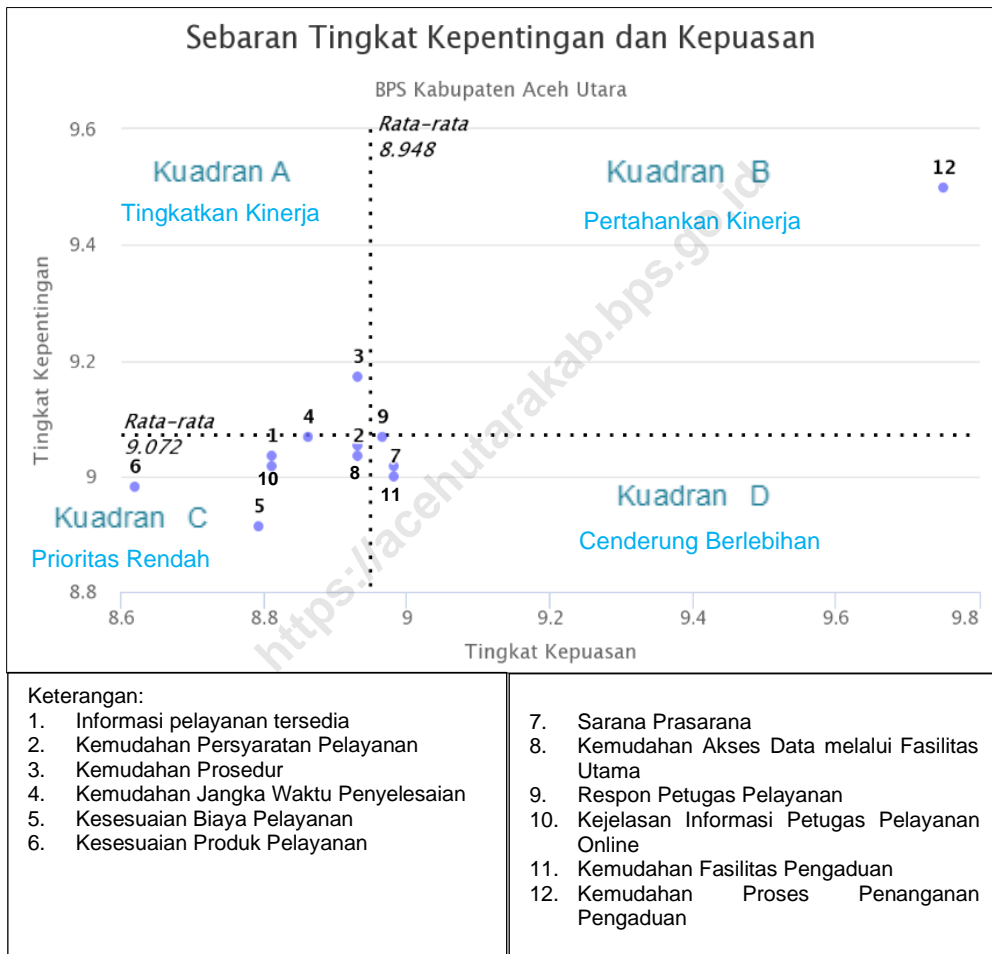 Sebaran Tingkat Kepentingan dan Kepuasan
BPS Kabupaten Aceh Utara
Tingkat Kepentingan
9.6
9.4
9.2
9
8.8
Rata-rata
8.948
Kuadran A
Tingkatkan Kinerja
Kuadran B
Pertahankan Kinerja
12
3
Rata-rata
9.072
4
9
1
2
6
7
10
8
11
5
Kuadran C
Prioritas Rendah
Kuadran D
Cenderung Berlebihan
8.6
8.8
9
9.2
9.4
9.6
9.8
Tingkat Kepuasan
https://acehutarakab.bps.go.id
Keterangan:
1. Informasi pelayanan tersedia
2. Kemudahan Persyaratan Pelayanan
3. Kemudahan Prosedur
4. Kemudahan Jangka Waktu Penyelesaian
5. Kesesuaian Biaya Pelayanan
6. Kesesuaian Produk Pelayanan
7. Sarana Prasarana
8. Kemudahan Akses Data melalui Fasilitas
Utama
9. Respon Petugas Pelayanan
10. Kejelasan Informasi Petugas Pelayanan
Online
11. Kemudahan Fasilitas Pengaduan
12. Kemudahan Proses Penanganan
Pengaduan